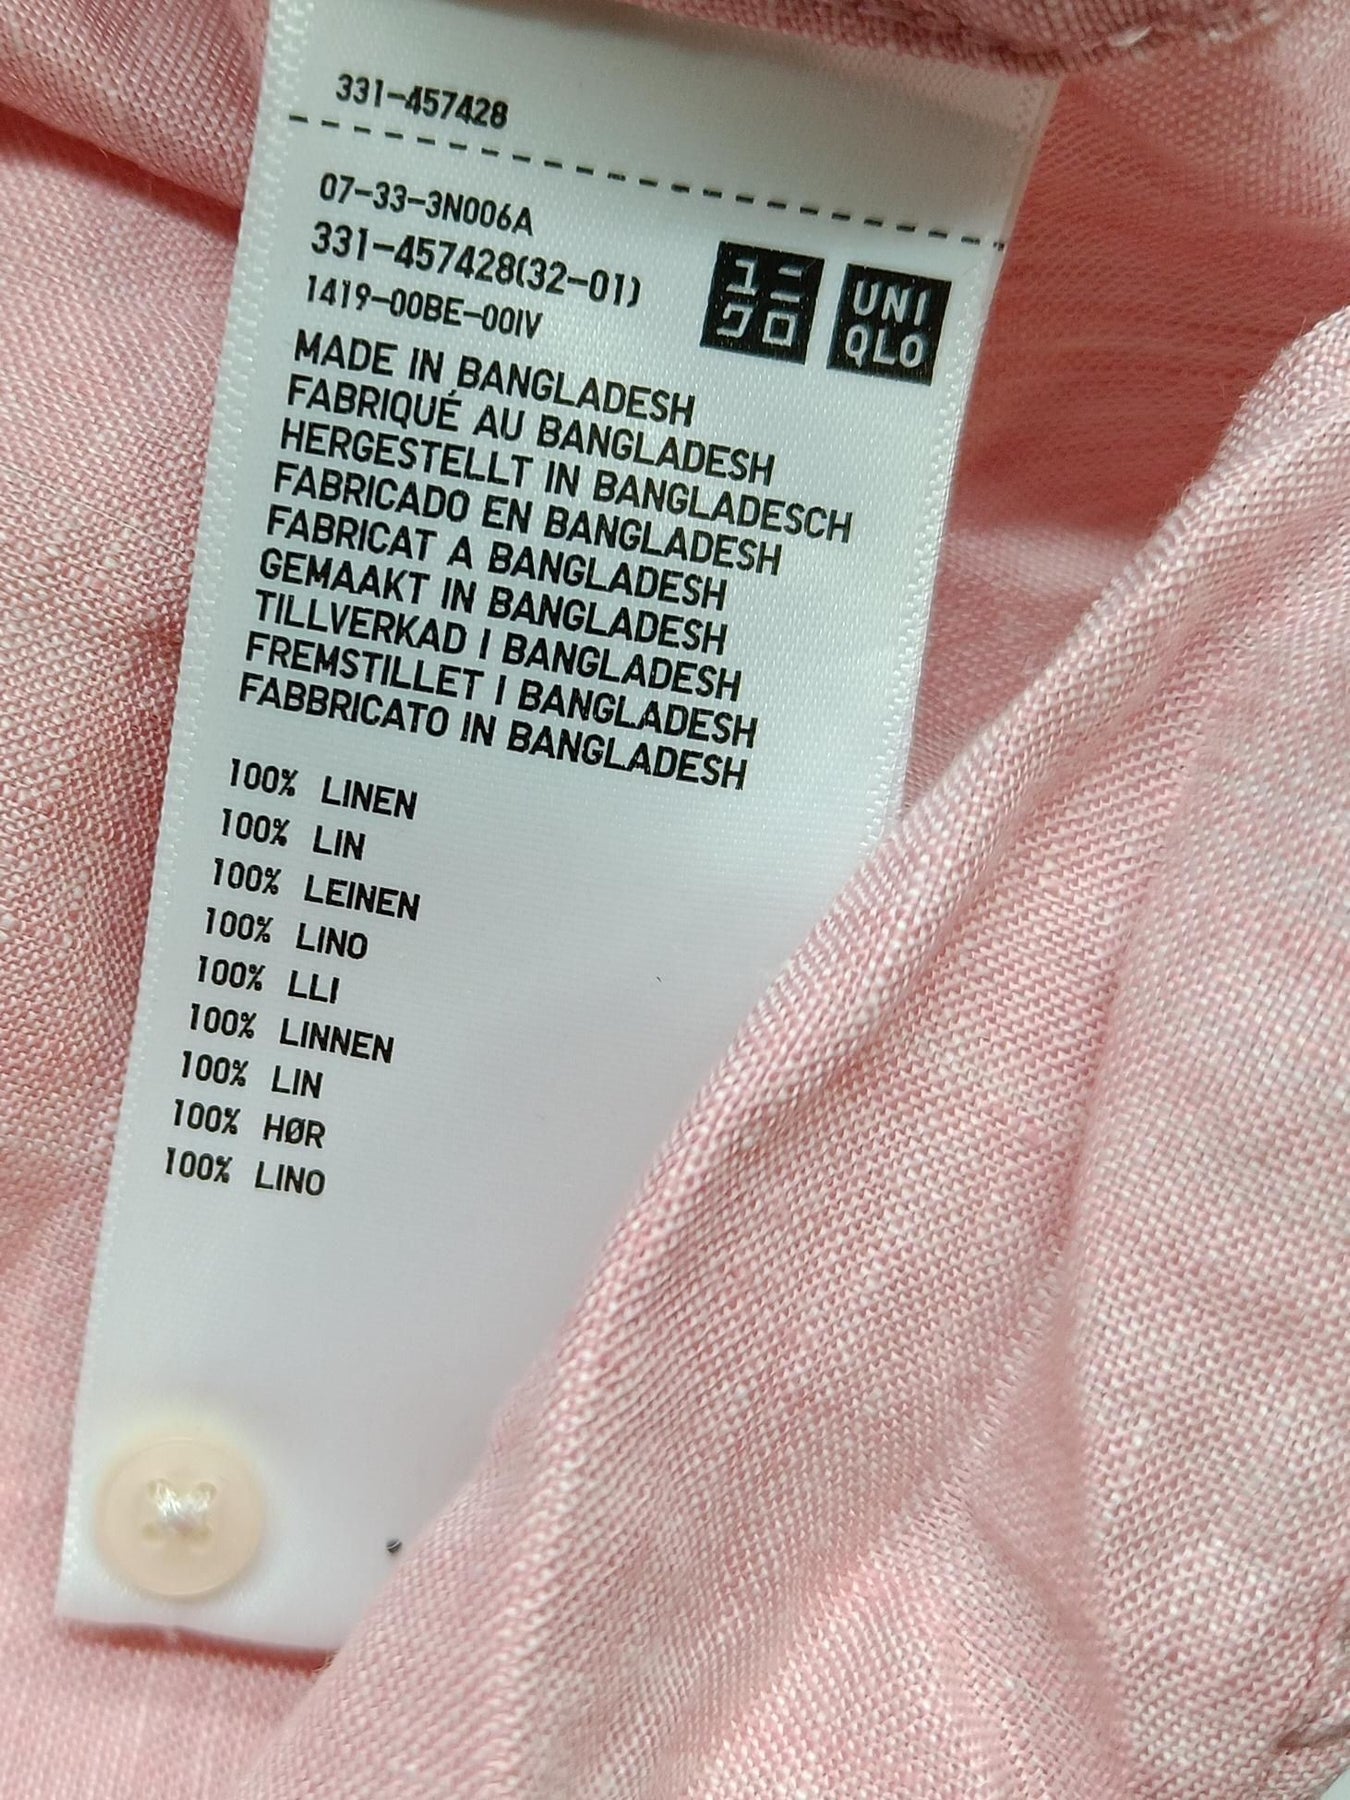 331-457428
07-33-3N006A
331-457428(32-01)
1419-00BE-00IV
ユニ
クロ
UNI
QLO
MADE IN BANGLADESH
FABRIQUÉ AU BANGLADESH
HERGESTELLT IN BANGLADESCH
FABRICADO EN BANGLADESH
FABRICAT A BANGLADESH
GEMAAKT IN BANGLADESH
TILLVERKAD I BANGLADESH
FREMSTILLET I BANGLADESH
FABBRICATO IN BANGLADESH
100% LINEN
100% LIN
100% LEINEN
100% LINO
100% LLI
100% LINNEN
100% LIN
100% HØR
100% LINO